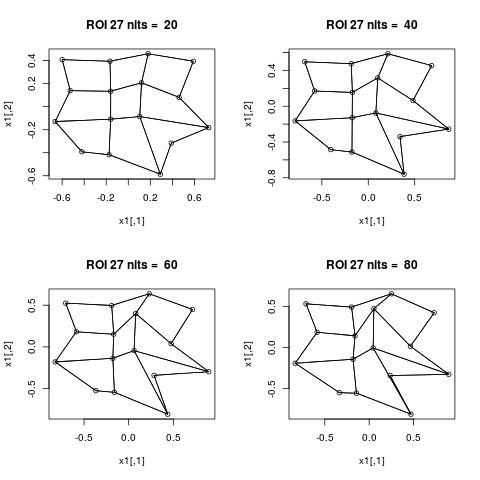 ROI 27 nits = 20
0.4
0.2
-0.2
-0.6
x1[,2]
-0.6
-0.2
0.2
0.6
x1[,1]
ROI 27 nits = 40
0.4
0.0
-0.4
-0.8
x1[,2]
-0.5
0.0
0.5
x1[,1]
ROI 27 nits = 60
0.5
0.0
-0.5
x1[,2]
-0.5
0.0
0.5
x1[,1]
ROI 27 nits = 80
0.5
0.0
-0.5
x1[,2]
-0.5
0.0
0.5
x1[,1]